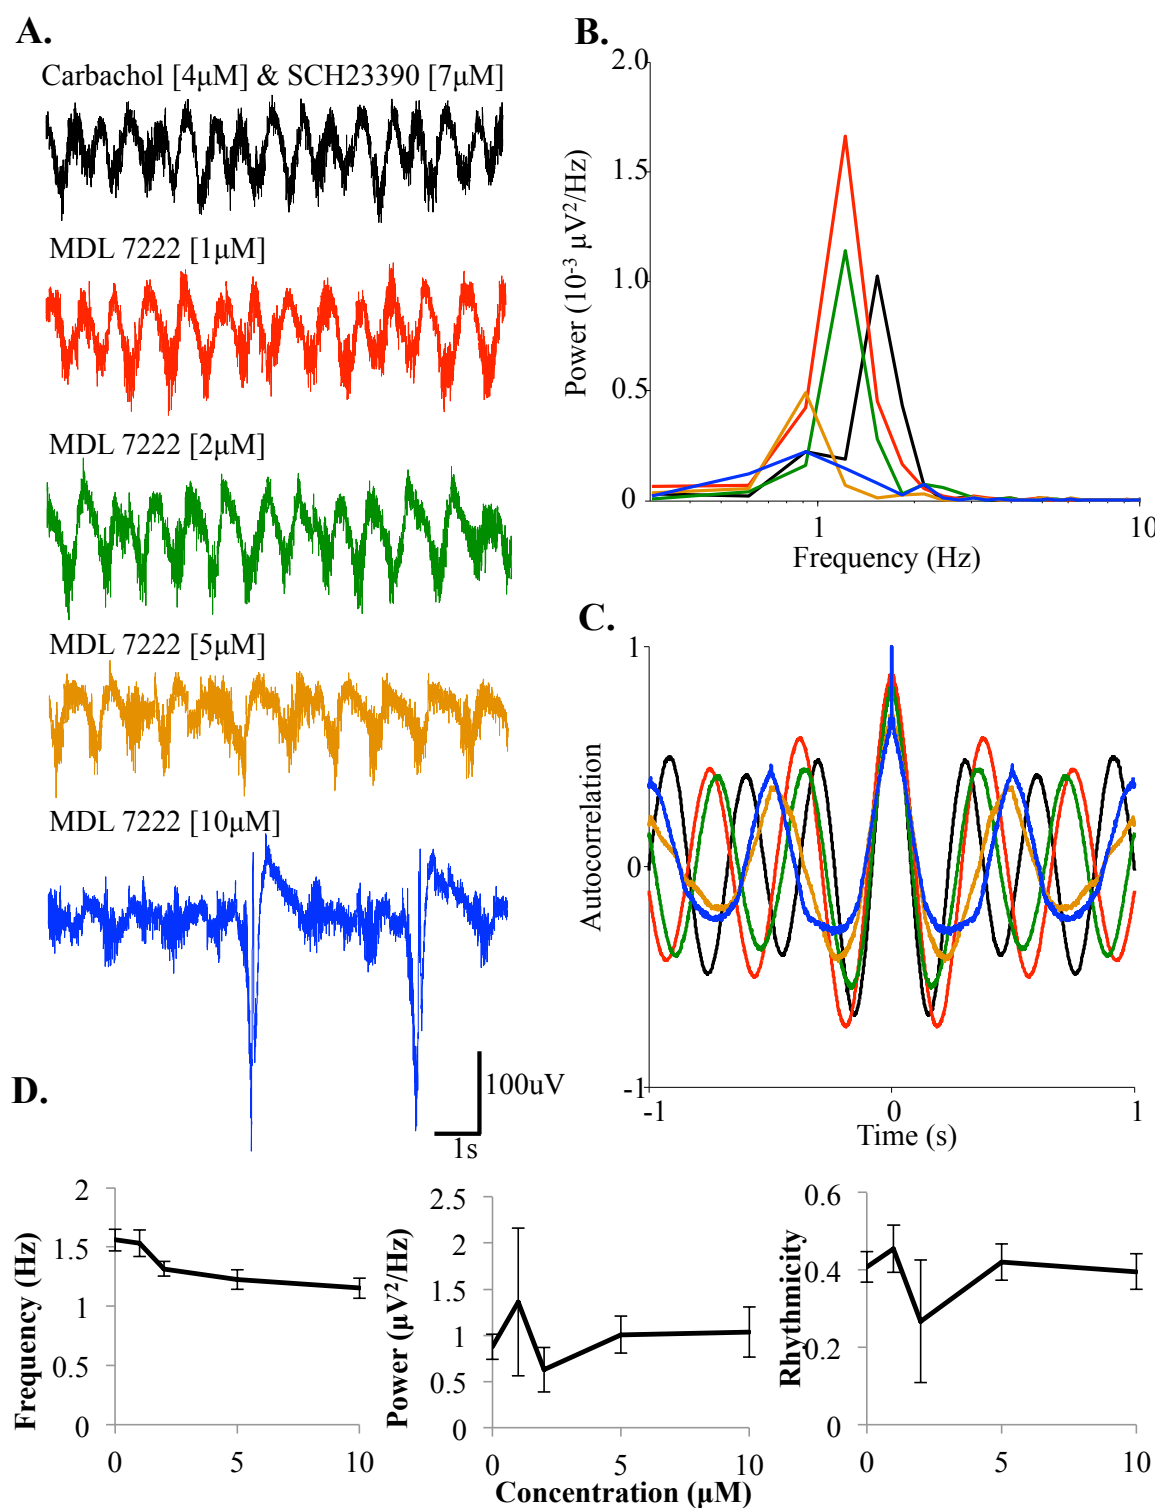 A.
Carbachol [4μM] & SCH23390 [7μM]
MDL 7222 [1μM]
MDL 7222 [2μM]
MDL 7222 [5μM]
MDL 7222 [10μM]
100uV
1s
B.
2.0
1.5
1.0
0.5
0
Power (10⁻³ μV²/Hz)
1
10
Frequency (Hz)
C.
1
0
-1
Autocorrelation
-1
0
1
Time (s)
D.
2
1.5
1
0.5
0
Frequency (Hz)
0
5
10
2.5
2
1.5
1
0.5
0
Power (μV²/Hz)
0
5
10
Concentration (μM)
0.6
0.4
0.2
0
Rhythmicity
0
5
10